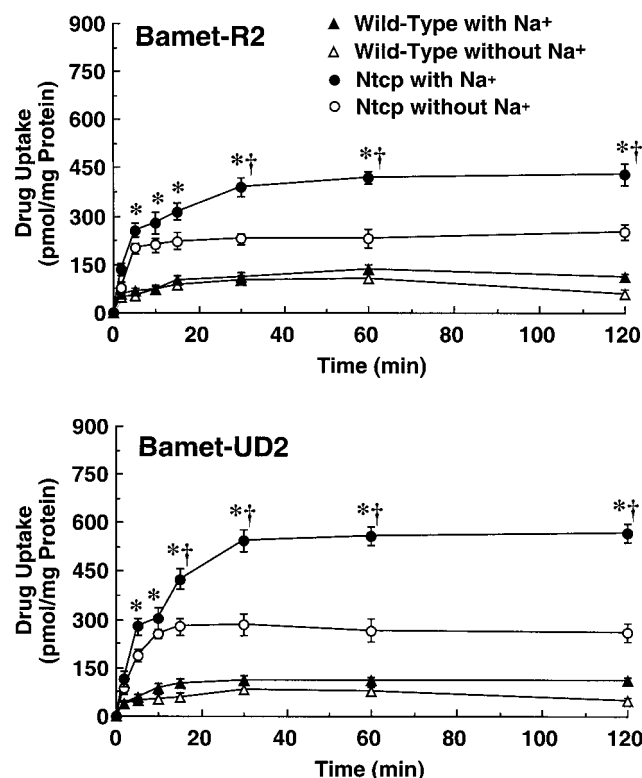 Bamet-R2
▲ Wild-Type with Na+
△ Wild-Type without Na+
● Ntcp with Na+
○ Ntcp without Na+
Drug Uptake
(pmol/mg Protein)
900
750
600
450
300
150
0
* * * *† *† *†
0 20 40 60 80 100 120
Time (min)
Bamet-UD2
Drug Uptake
(pmol/mg Protein)
900
750
600
450
300
150
0
* * *† *† *† *†
0 20 40 60 80 100 120
Time (min)